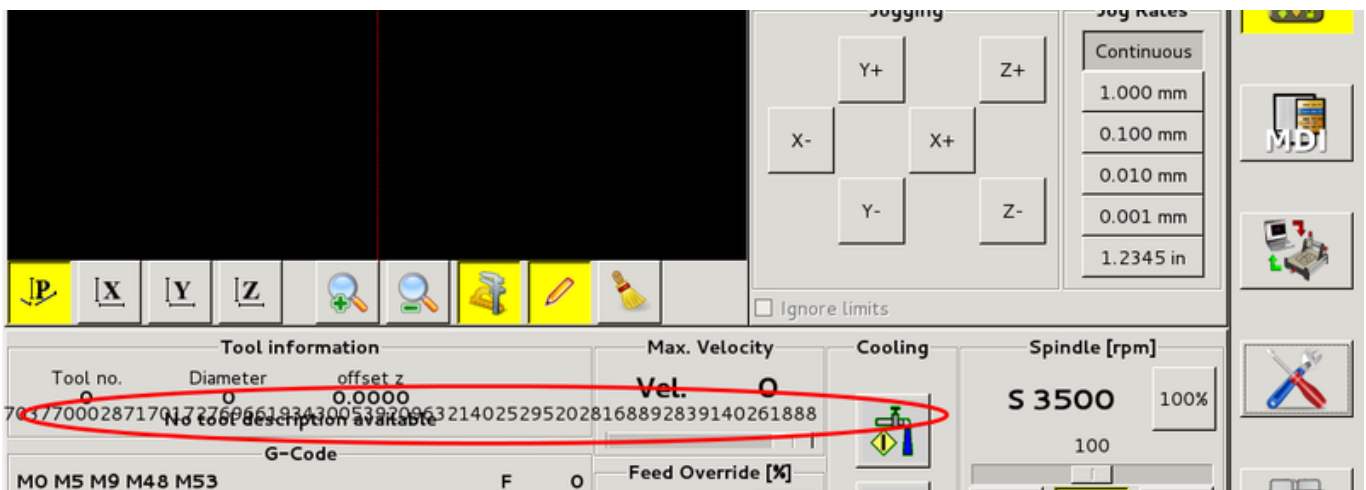 Jogging
Jog Rates
Continuous
Y+
Z+
1.000 mm
MDI
X-
X+
0.100 mm
0.010 mm
Y-
Z-
0.001 mm
1.2345 in
P
X
Y
Z
Ignore limits
Tool information
Max. Velocity
Cooling
Spindle [rpm]
Tool no.
Diameter
offset z
Vel.
0
0
0
0.0000
S 3500
100%
No tool description available
100
G-Code
Feed Override [%]
M0 M5 M9 M48 M53
F
0